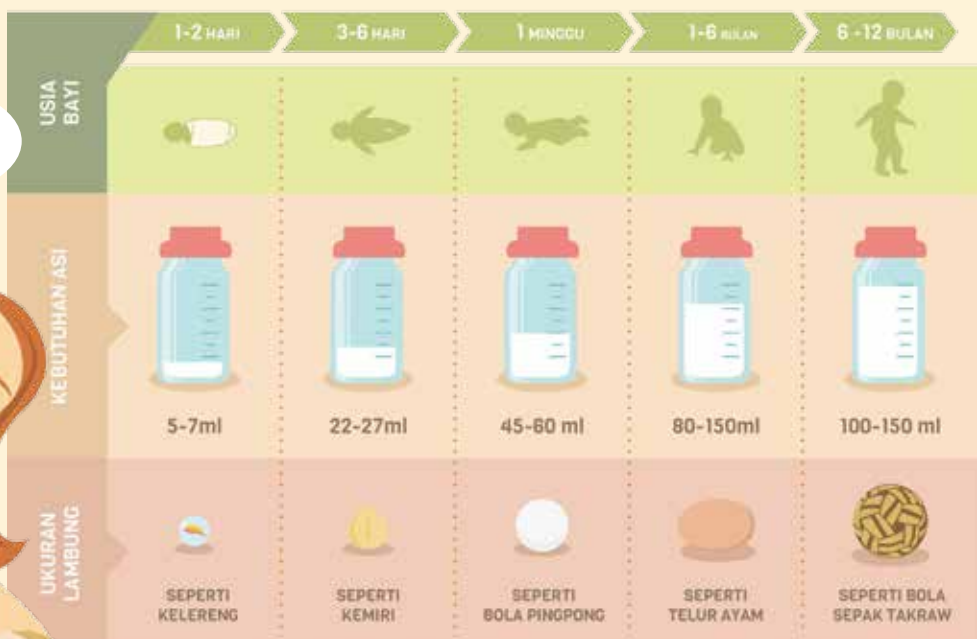 1-2 HARI
3-6 HARI
1 MINGGU
1-6 BULAN
6 -12 BULAN
USIA
BAYI
KEBUTUHAN ASI
5-7ml
22-27ml
45-60 ml
80-150ml
100-150 ml
UKURAN
LAMBUNG
SEPERTI
KELERENG
SEPERTI
KEMIRI
SEPERTI
BOLA PINGPONG
SEPERTI
TELUR AYAM
SEPERTI BOLA
SEPAK TAKRAW